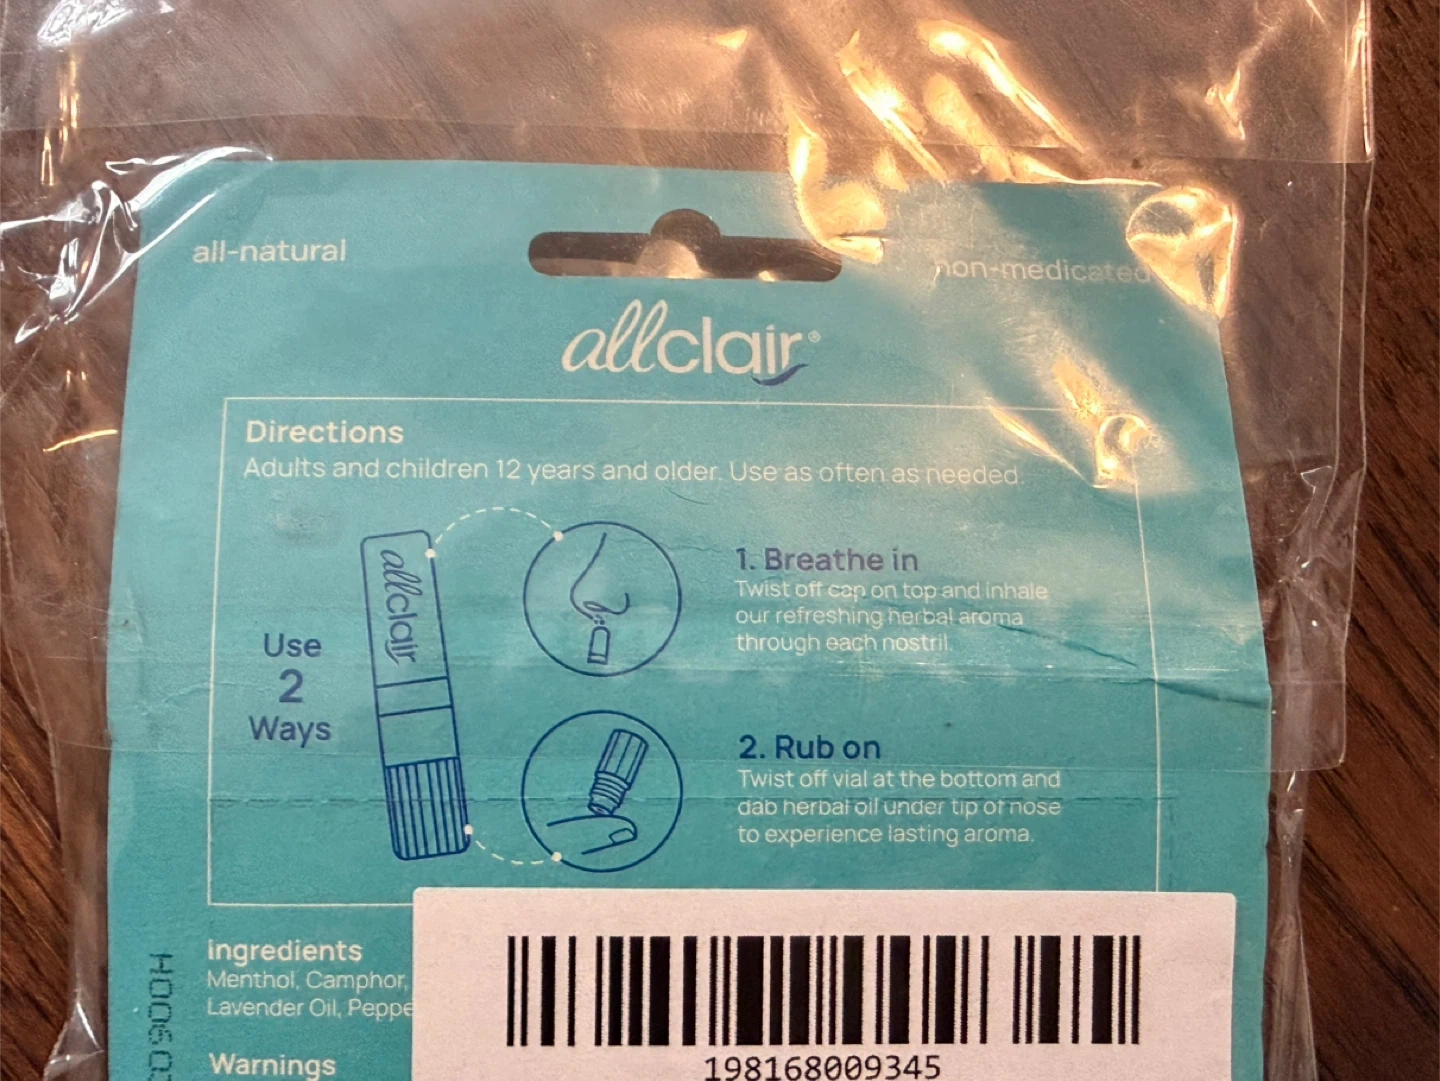 all-natural
non-medicated
allclair®
Directions
Adults and children 12 years and older. Use as often as needed.
allclair
Use
2
Ways
1. Breathe in
Twist off cap on top and inhale
our refreshing herbal aroma
through each nostril.
2. Rub on
Twist off vial at the bottom and
dab herbal oil under tip of nose
to experience lasting aroma.
Ingredients
Menthol, Camphor,
Lavender Oil, Peppe
Warnings
198168009345